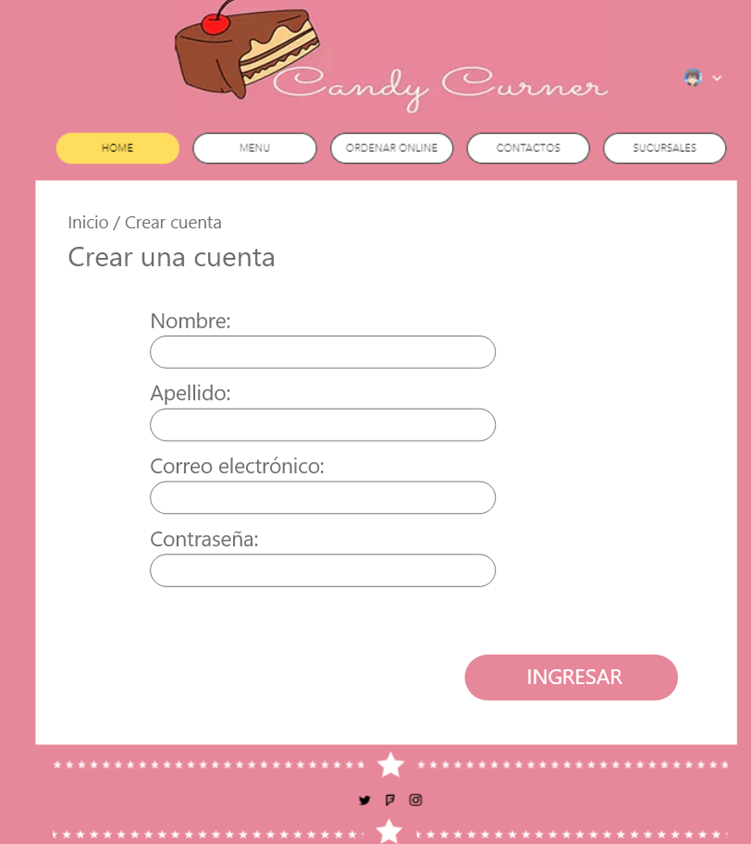 Candy Curner
HOME
MENU
ORDENAR ONLINE
CONTACTOS
SUCURSALES
Inicio / Crear cuenta
Crear una cuenta
Nombre:
Apellido:
Correo electrónico:
Contraseña:
INGRESAR